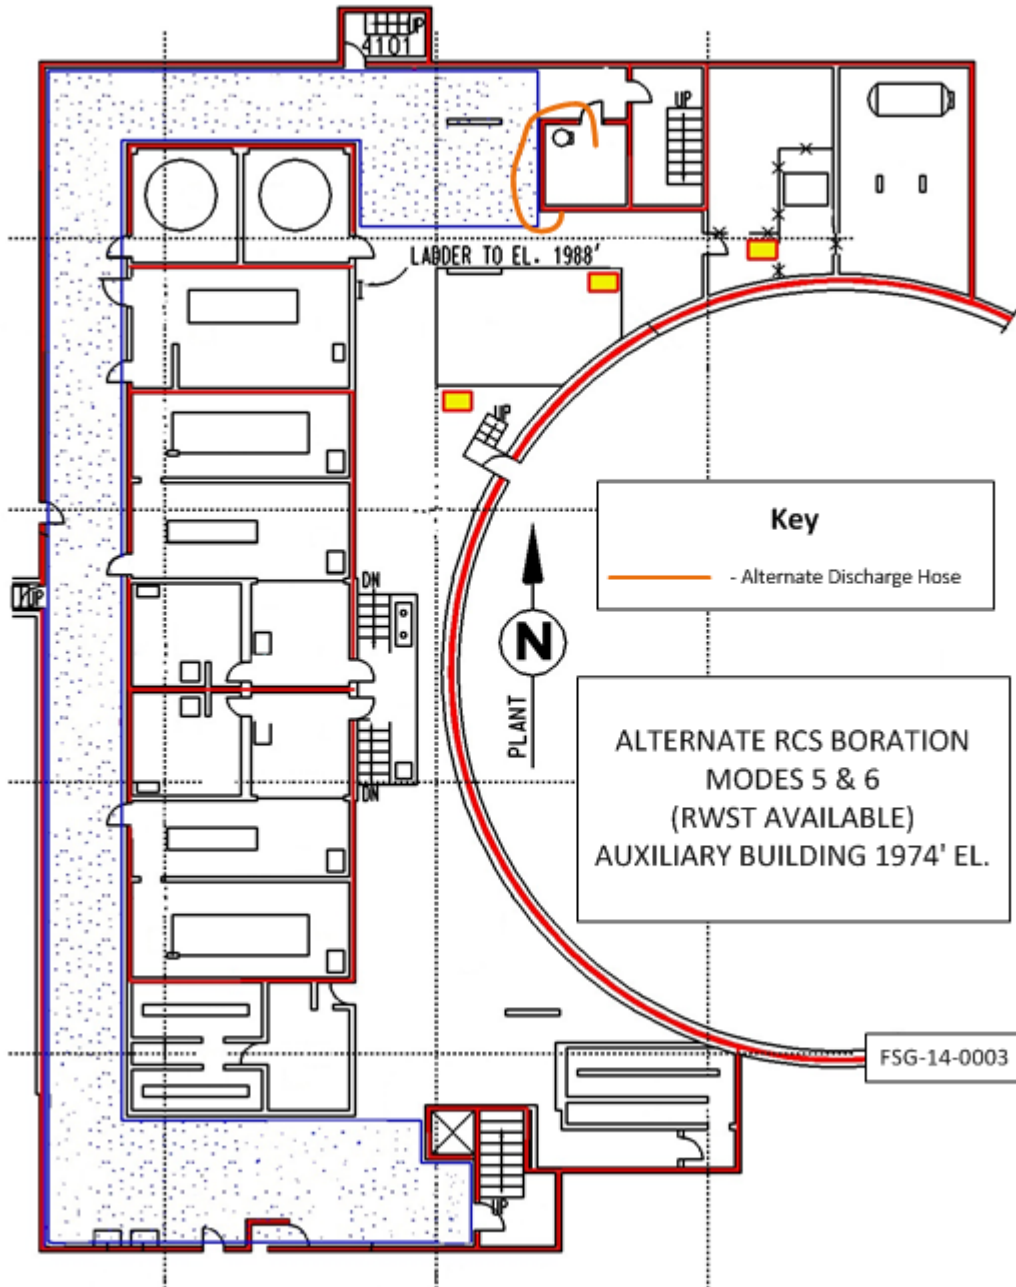 UP
4101
UP
LADDER TO EL. 1988'
UP
Key
- Alternate Discharge Hose
UP
DN
N
PLANT
ALTERNATE RCS BORATION
MODES 5 & 6
(RWST AVAILABLE)
AUXILIARY BUILDING 1974' EL.
DN
FSG-14-0003
UP